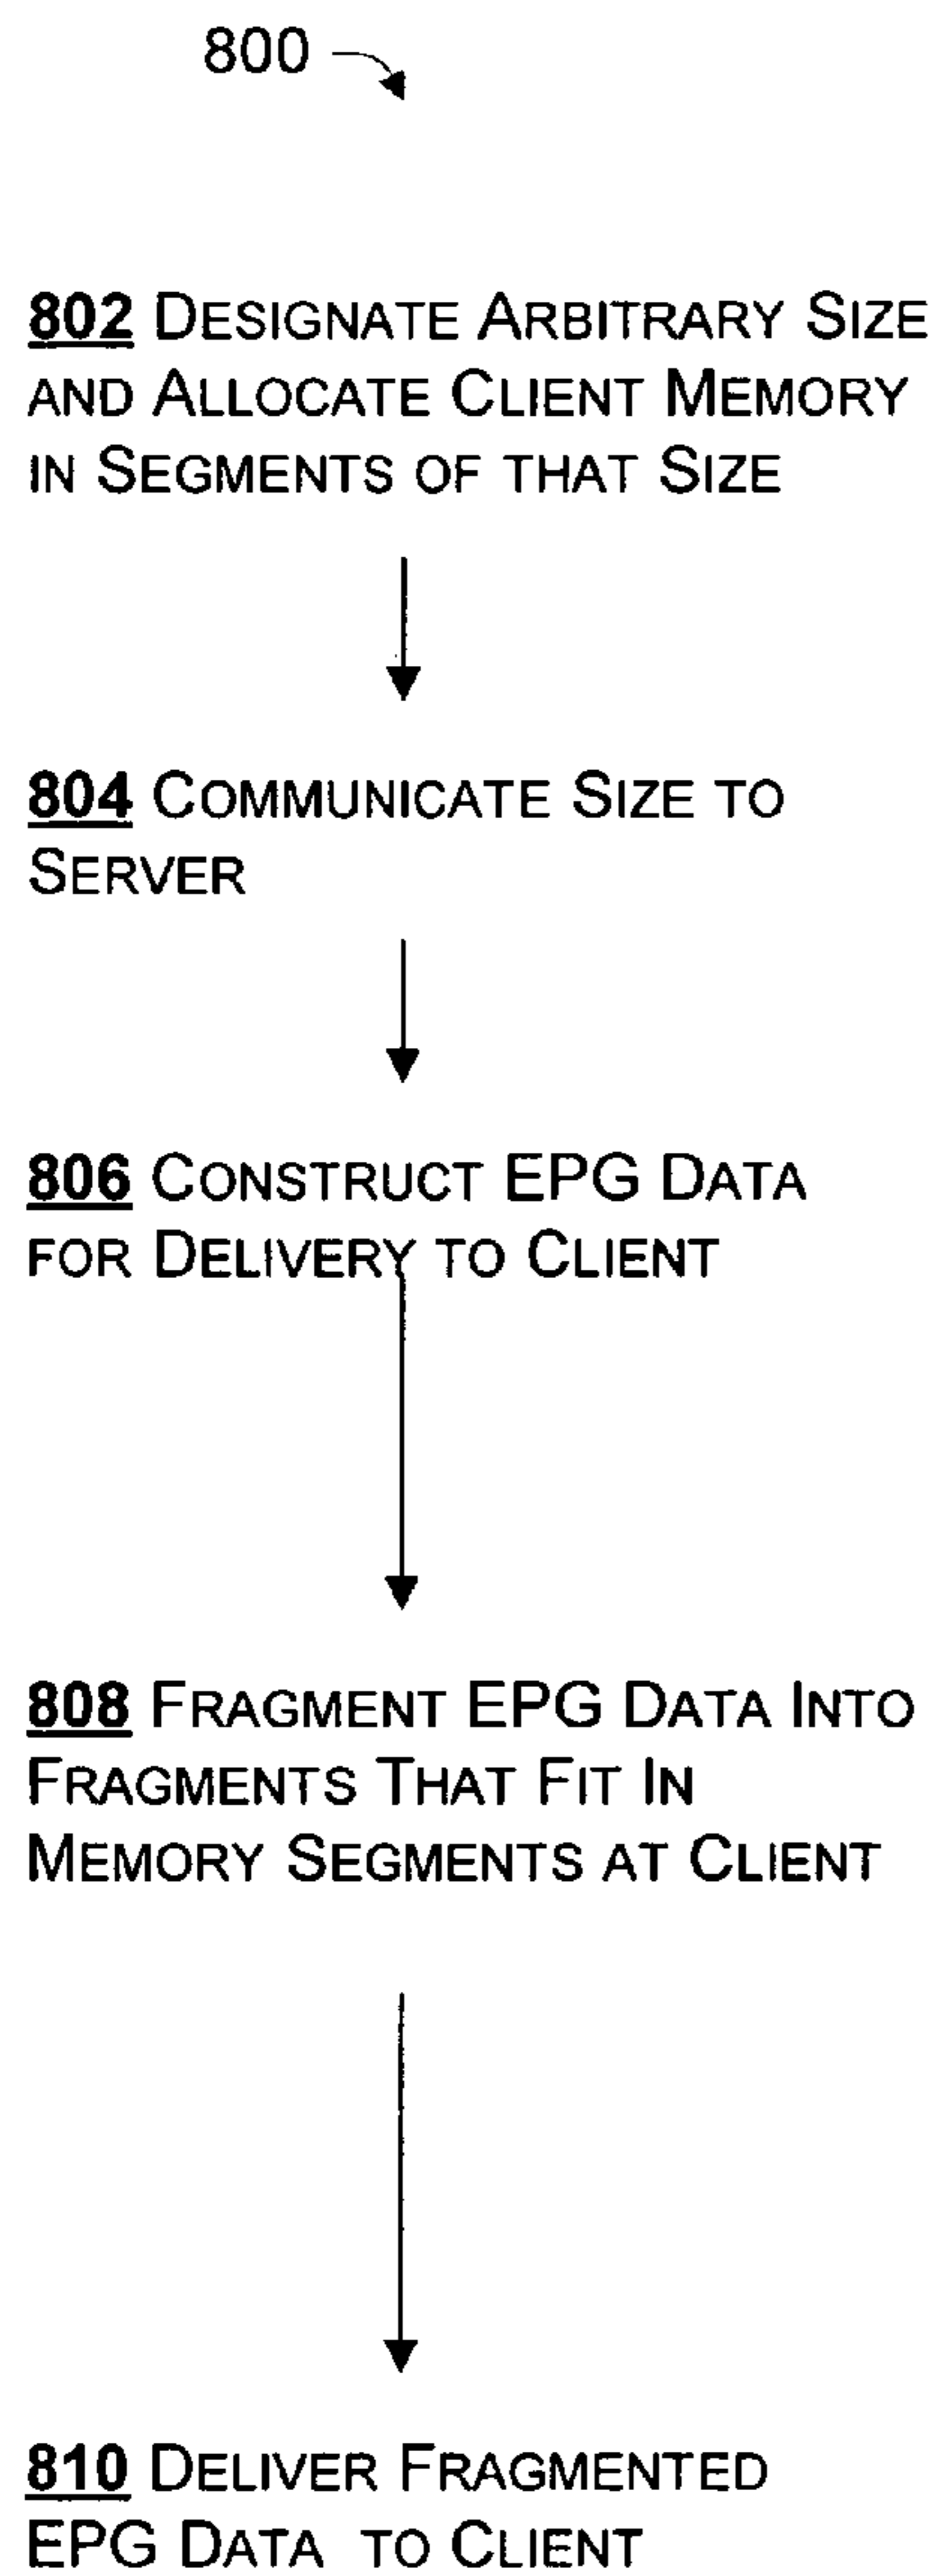 800
802 DESIGNATE ARBITRARY SIZE
AND ALLOCATE CLIENT MEMORY
IN SEGMENTS OF THAT SIZE
804 COMMUNICATE SIZE TO
SERVER
806 CONSTRUCT EPG DATA
FOR DELIVERY TO CLIENT
808 FRAGMENT EPG DATA INTO
FRAGMENTS THAT FIT IN
MEMORY SEGMENTS AT CLIENT
810 DELIVER FRAGMENTED
EPG DATA TO CLIENT